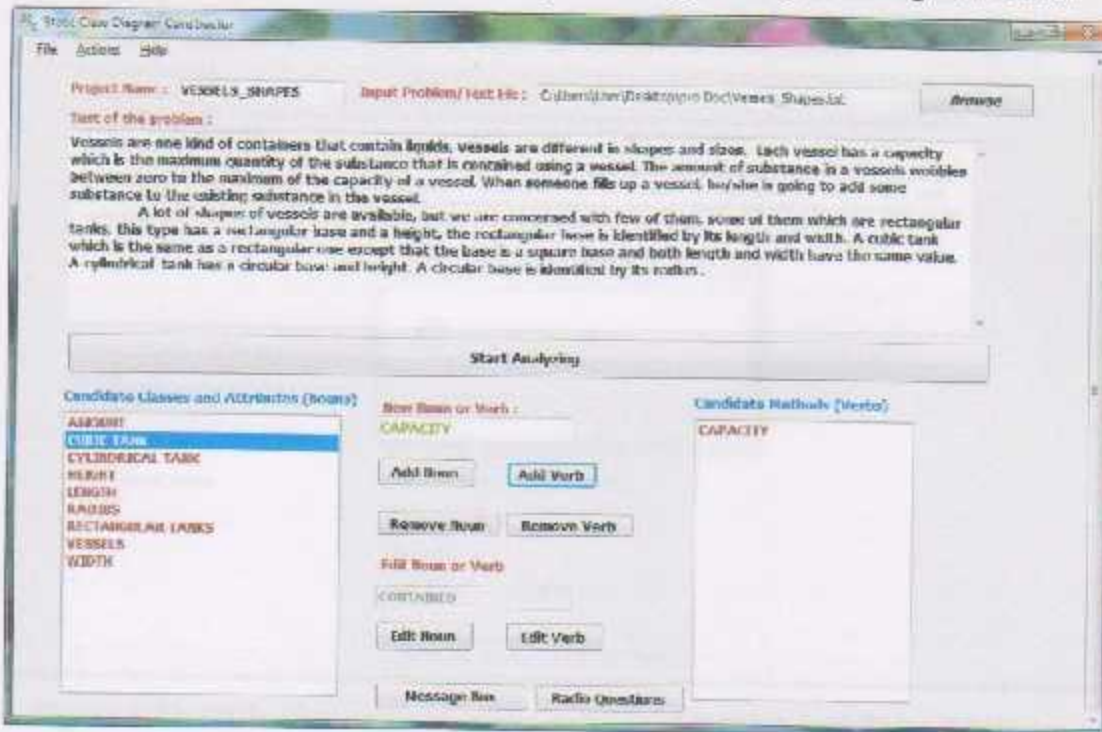 Static Class Diagram Constructor
File Actions Help
Project Name : VESSELS_SHAPES Input Problem/Text File : Browse
Text of the problem :
Vessels are one kind of containers that contain liquids, vessels are different in shapes and sizes. Each vessel has a capacity
which is the maximum quantity of the substance that is contained using a vessel. The amount of substance in a vessels wobbles
between zero to the maximum of the capacity of a vessel. When someone fills up a vessel, he/she is going to add some
substance to the existing substance in the vessel.
A lot of shapes of vessels are available, but we are concerned with few of them, some of them which are rectangular
tanks, this type has a rectangular base and a height, the rectangular base is identified by its length and width. A cubic tank
which is the same as a rectangular one except that the base is a square base and both length and width have the same value.
A cylindrical tank has a circular base and height. A circular base is identified by its radius.
Start Analyzing
Candidate Classes and Attributes (Nouns)
AMOUNT
CUBIC TANK
CYLINDRICAL TANK
HEIGHT
LENGTH
RADIUS
RECTANGULAR TANKS
VESSELS
WIDTH
New Noun or Verb :
CAPACITY
Add Noun Add Verb
Remove Noun Remove Verb
Edit Noun or Verb
CONTAINED
Edit Noun Edit Verb
Message Box Radio Questions
Candidate Methods (Verbs)
CAPACITY